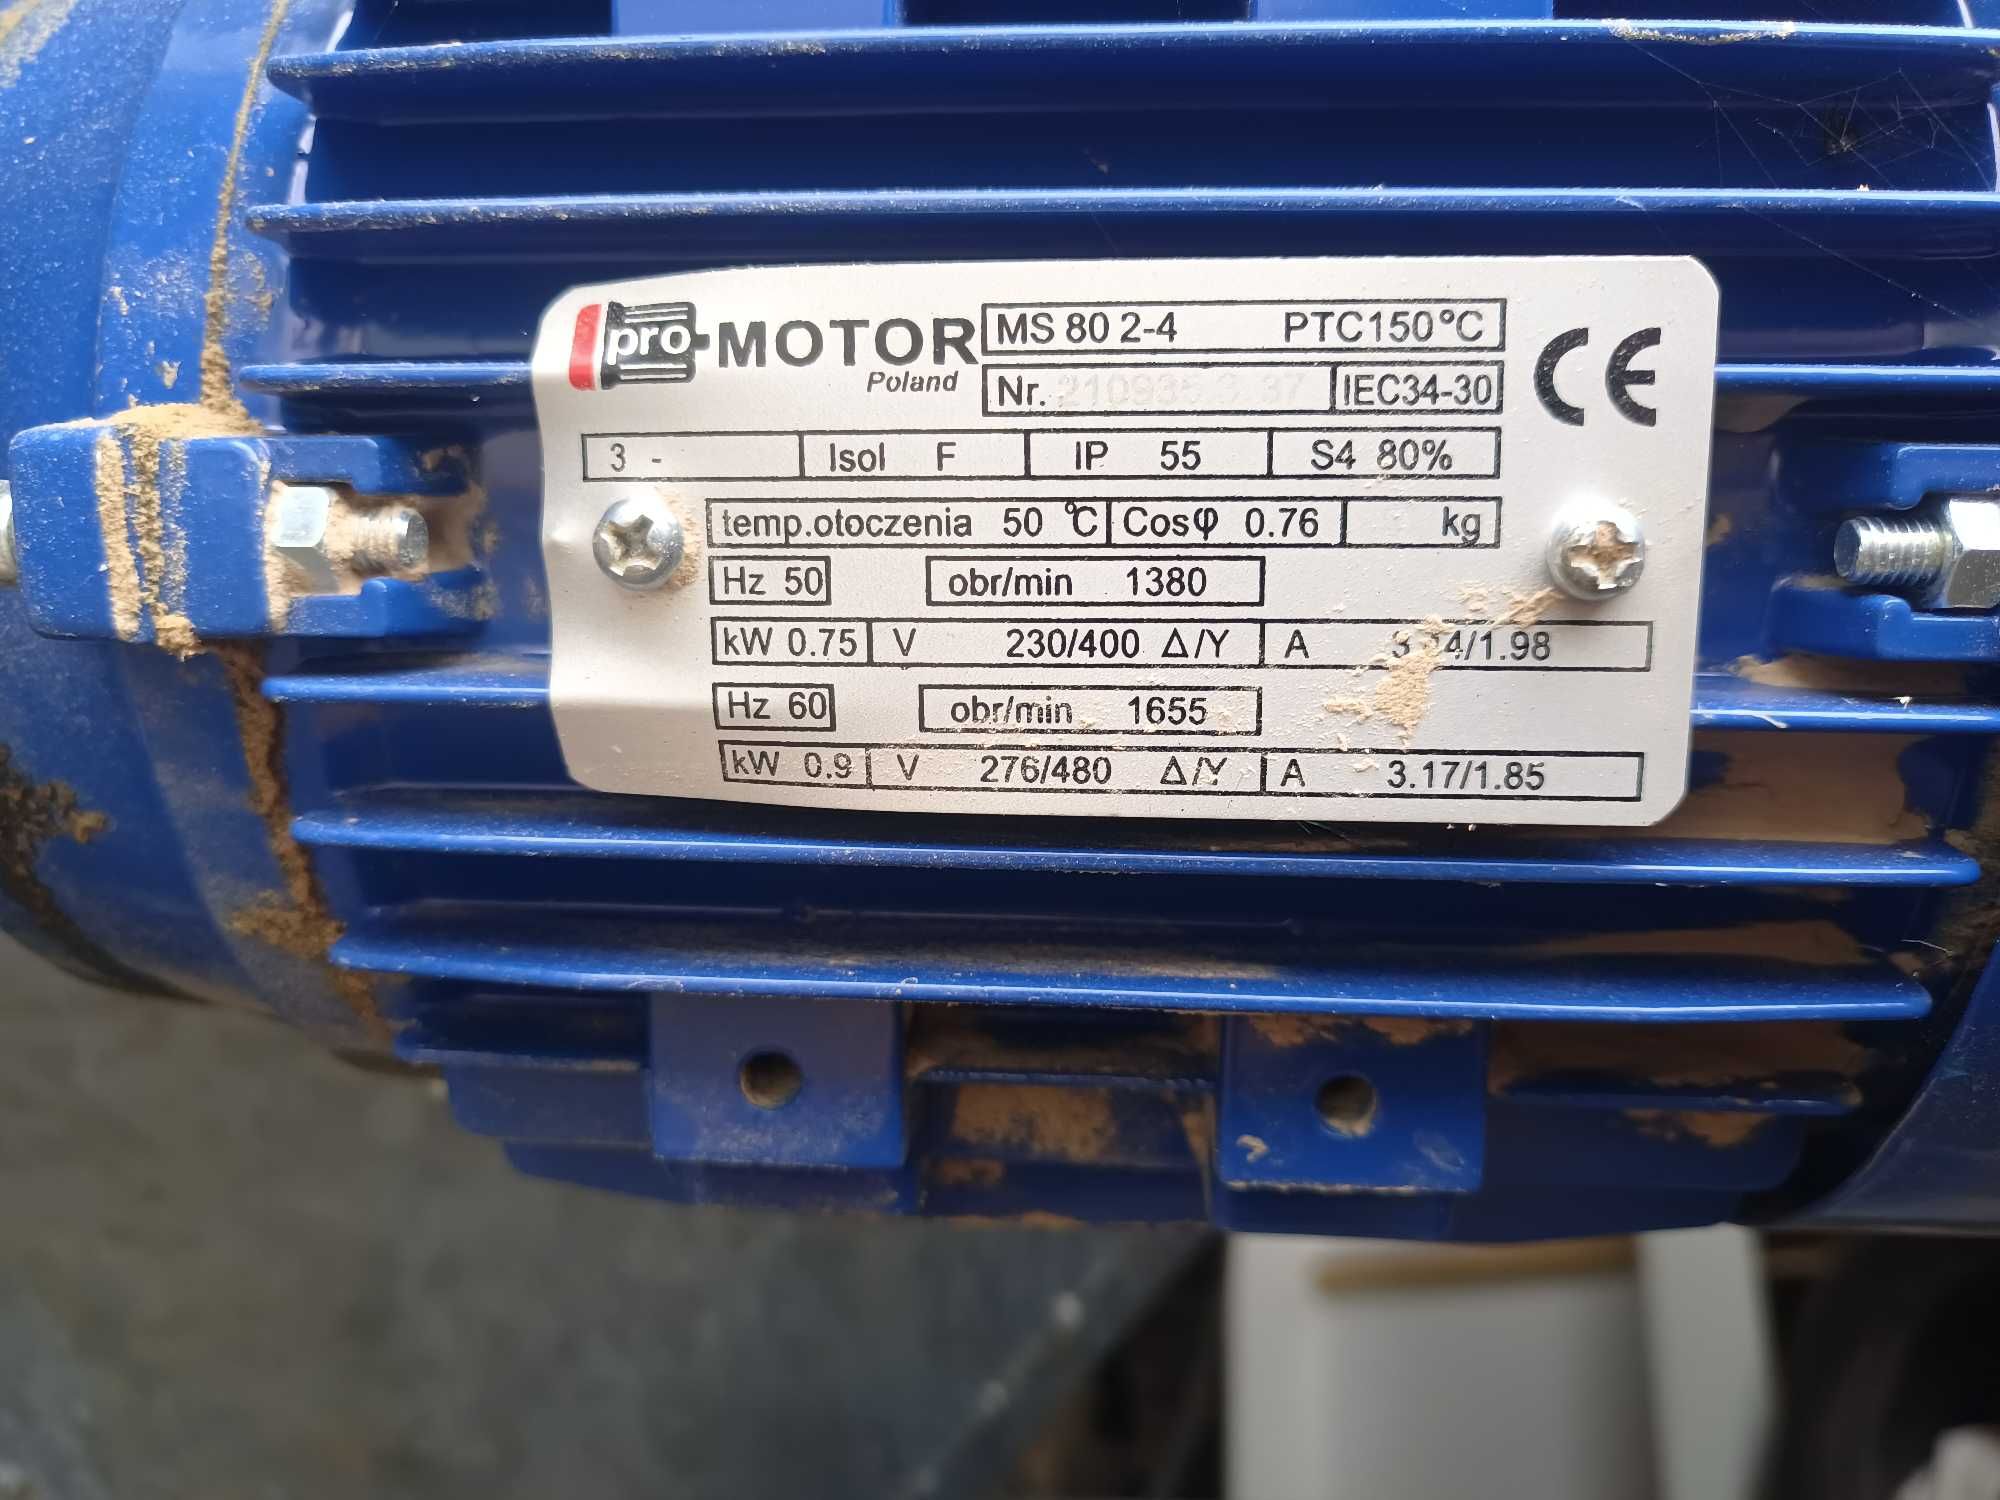 pro-MOTOR
Poland
MS 80 2-4 PTC150°C
Nr. IEC34-30
CE
3 - Isol F IP 55 S4 80%
temp.otoczenia 50 °C Cosφ 0.76 kg
Hz 50 obr/min 1380
kW 0.75 V 230/400 Δ/Y A
Hz 60 obr/min 1655
kW 0.9 V 276/480 Δ/Y A 3.17/1.85